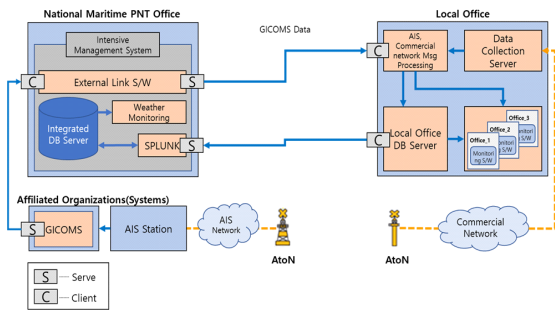 National Maritime PNT Office
Intensive
Management System
C
External Link S/W
S
Integrated
DB Server
Weather
Monitoring
SPLUNK
S
GICOMS Data
Local Office
C
AIS,
Commercial
network Msg
Processing
Data
Collection
Server
C
Local Office
DB Server
Office_3
Office_2
Office_1
Monitori
ng S/W
Affiliated Organizations(Systems)
S
GICOMS
AIS Station
AIS
Network
AtoN
AtoN
Commercial
Network
S
Serve
C
Client